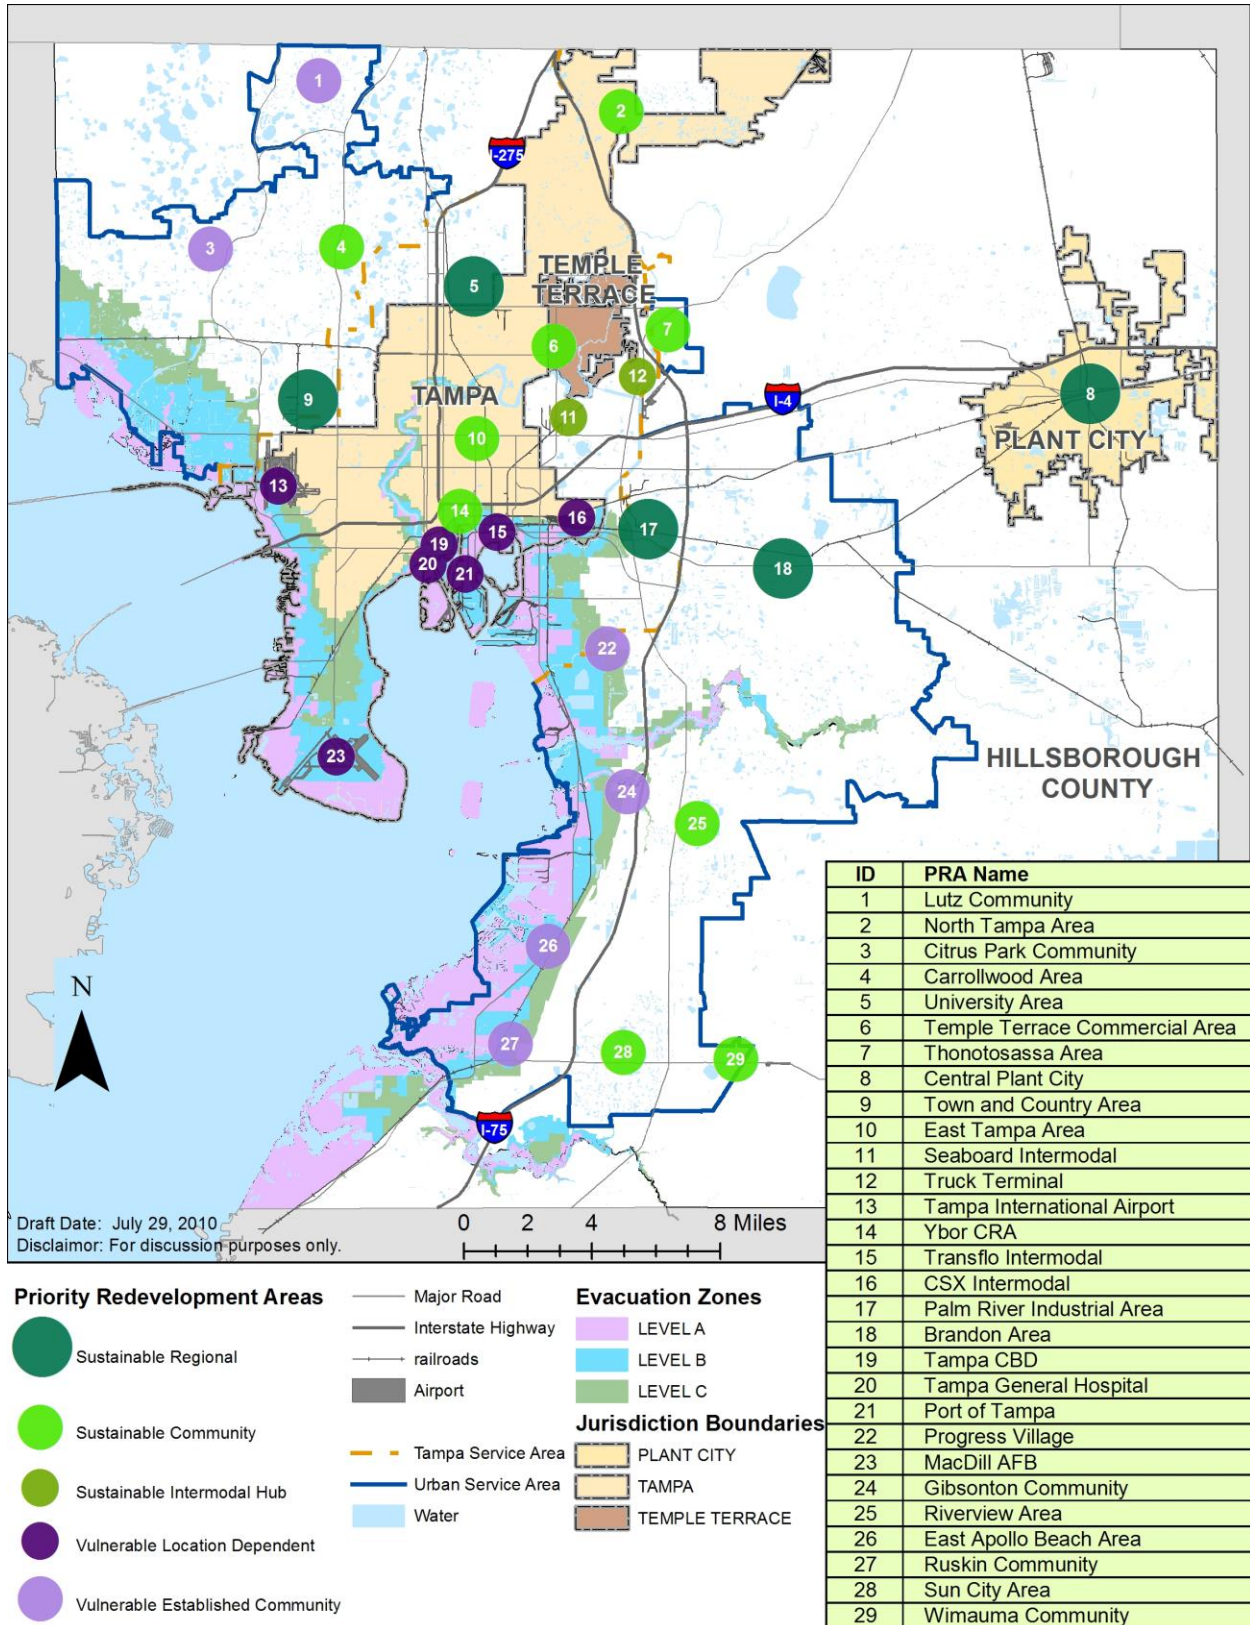 1
2
I-275
3
4
5
TEMPLE
TERRACE
6
7
12
I-4
8
9
TAMPA
11
10
PLANT CITY
13
14
15
16
17
18
19
20
21
22
23
HILLSBOROUGH
COUNTY
24
25
26
27
28
29
I-75
N
Draft Date: July 29, 2010
Disclaimor: For discussion purposes only.
0 2 4 8 Miles
ID PRA Name
1 Lutz Community
2 North Tampa Area
3 Citrus Park Community
4 Carrollwood Area
5 University Area
6 Temple Terrace Commercial Area
7 Thonotosassa Area
8 Central Plant City
9 Town and Country Area
10 East Tampa Area
11 Seaboard Intermodal
12 Truck Terminal
13 Tampa International Airport
14 Ybor CRA
15 Transflo Intermodal
16 CSX Intermodal
17 Palm River Industrial Area
18 Brandon Area
19 Tampa CBD
20 Tampa General Hospital
21 Port of Tampa
22 Progress Village
23 MacDill AFB
24 Gibsonton Community
25 Riverview Area
26 East Apollo Beach Area
27 Ruskin Community
28 Sun City Area
29 Wimauma Community
Priority Redevelopment Areas
Sustainable Regional
Sustainable Community
Sustainable Intermodal Hub
Vulnerable Location Dependent
Vulnerable Established Community
Major Road
Interstate Highway
railroads
Airport
Tampa Service Area
Urban Service Area
Water
Evacuation Zones
LEVEL A
LEVEL B
LEVEL C
Jurisdiction Boundaries
PLANT CITY
TAMPA
TEMPLE TERRACE